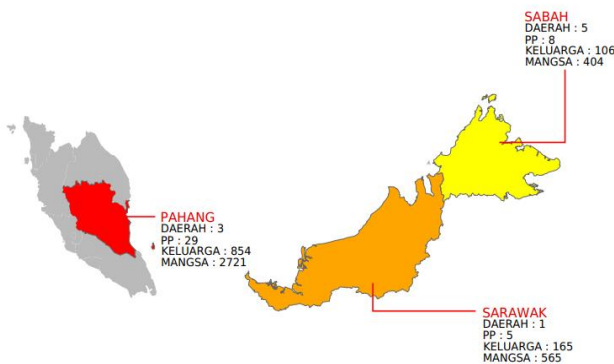 SABAH
DAERAH : 5
PP : 8
KELUARGA : 106
MANGSA : 404
PAHANG
DAERAH : 3
PP : 29
KELUARGA : 854
MANGSA : 2721
SARAWAK
DAERAH : 1
PP : 5
KELUARGA : 165
MANGSA : 565